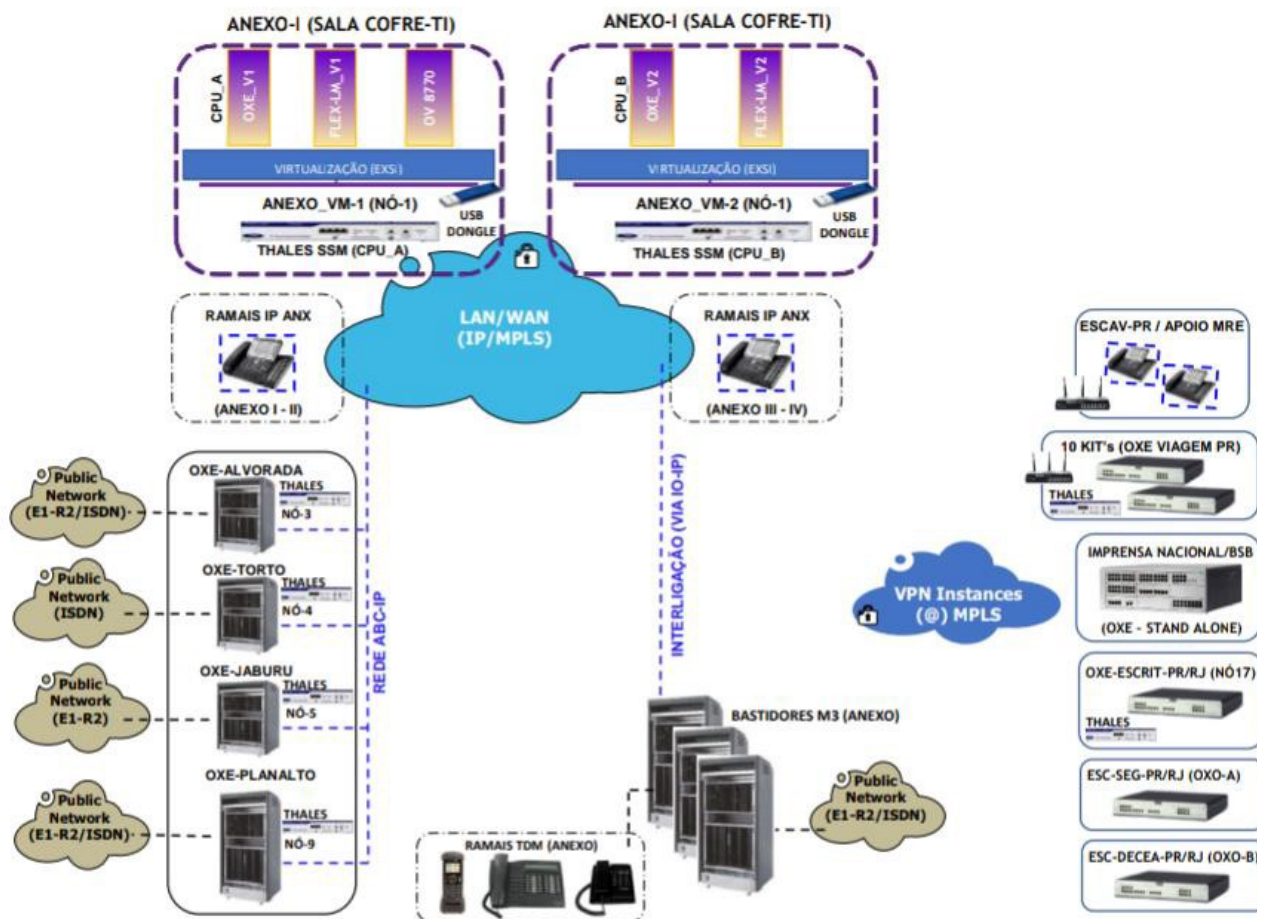 ANEXO-I (SALA COFRE-TI)
CPU_A
OXE_V1
FLEX-LM_V1
OV 8770
VIRTUALIZAÇÃO (EXSi)
ANEXO_VM-1 (NÓ-1)
USB
DONGLE
THALES SSM (CPU_A)
ANEXO-I (SALA COFRE-TI)
CPU_B
OXE_V2
FLEX-LM_V2
VIRTUALIZAÇÃO (EXSI)
ANEXO_VM-2 (NÓ-1)
USB
DONGLE
THALES SSM (CPU_B)
LAN/WAN
(IP/MPLS)
RAMAIS IP ANX
(ANEXO I - II)
RAMAIS IP ANX
(ANEXO III - IV)
OXE-ALVORADA
THALES
NÓ-3
Public
Network
(E1-R2/ISDN)
OXE-TORTO
THALES
NÓ-4
Public
Network
(ISDN)
OXE-JABURU
THALES
NÓ-5
Public
Network
(E1-R2)
OXE-PLANALTO
THALES
NÓ-9
Public
Network
(E1-R2/ISDN)
REDE ABC-IP
INTERLIGAÇÃO (VIA IO-IP)
BASTIDORES M3 (ANEXO)
Public
Network
(E1-R2/ISDN)
RAMAIS TDM (ANEXO)
VPN Instances
(@) MPLS
ESCAV-PR / APOIO MRE
10 KIT's (OXE VIAGEM PR)
THALES
IMPRENSA NACIONAL/BSB
(OXE - STAND ALONE)
OXE-ESCRIT-PR/RJ (NÓ17)
THALES
ESC-SEG-PR/RJ (OXO-A)
ESC-DECEA-PR/RJ (OXO-B)